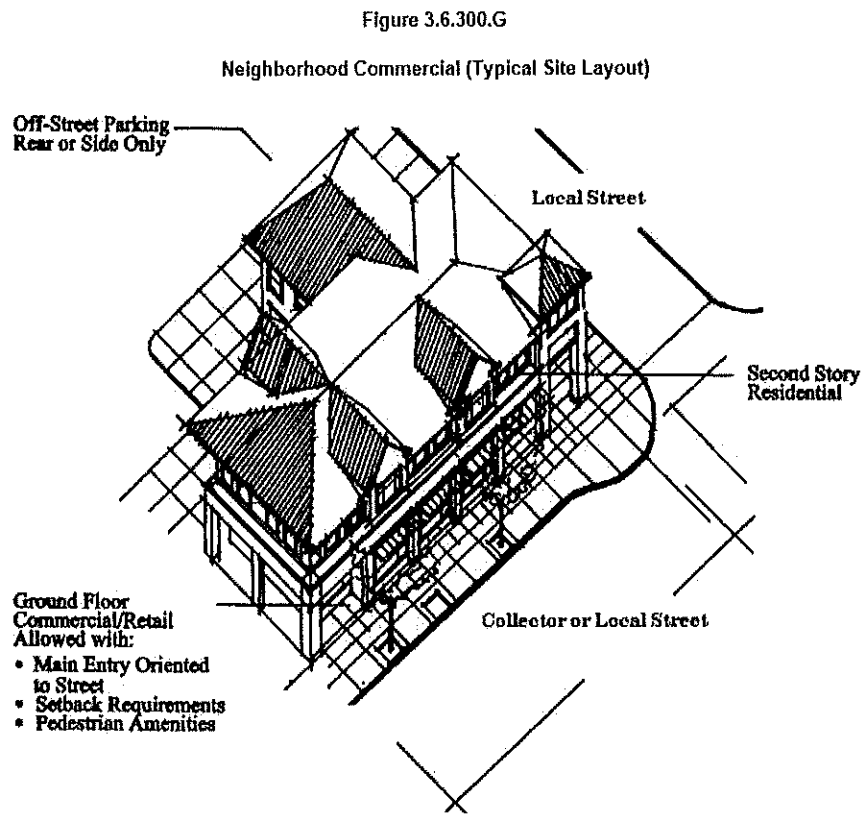 Figure 3.6.300.G
Neighborhood Commercial (Typical Site Layout)
Off-Street Parking
Rear or Side Only
Local Street
Second Story
Residential
Ground Floor
Commercial/Retail
Allowed with:
• Main Entry Oriented
to Street
• Setback Requirements
• Pedestrian Amenities
Collector or Local Street